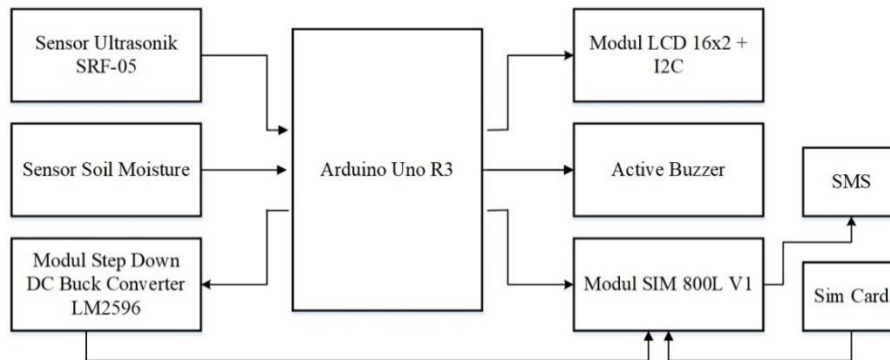 Sensor Ultrasonik
SRF-05
Sensor Soil Moisture
Modul Step Down
DC Buck Converter
LM2596
Arduino Uno R3
Modul LCD 16x2 +
I2C
Active Buzzer
Modul SIM 800L V1
SMS
Sim Card